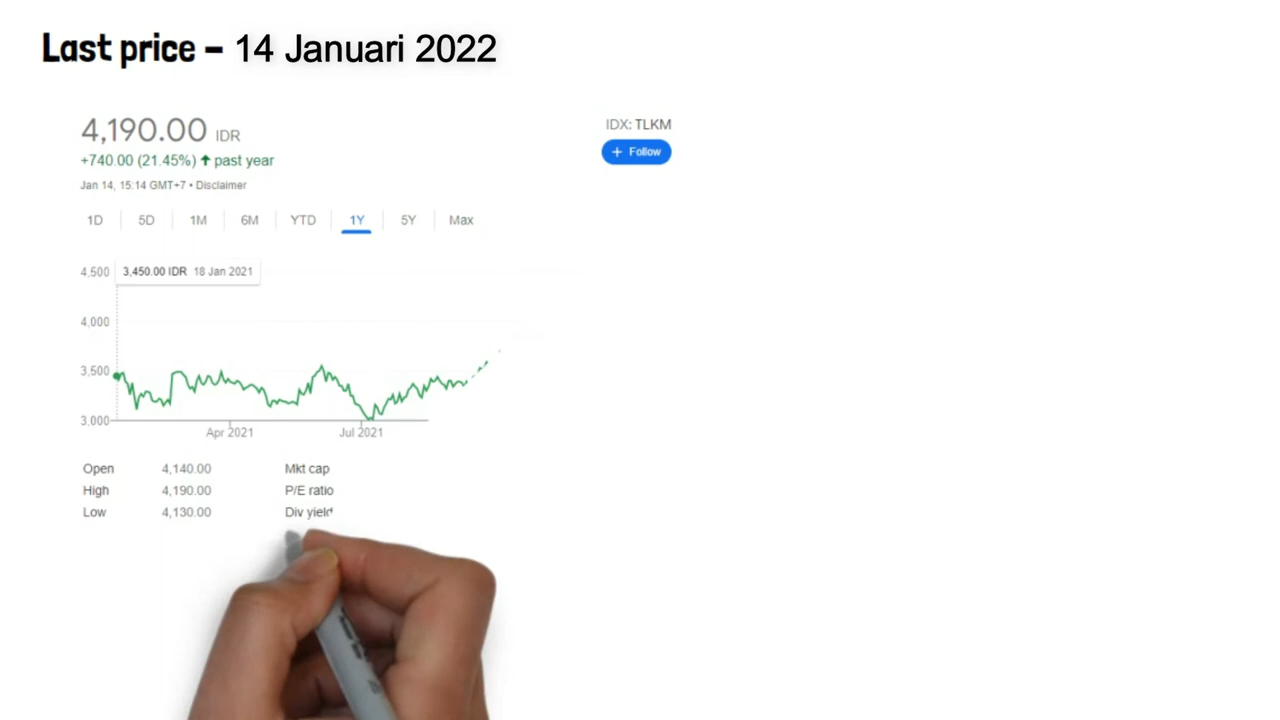 Last price – 14 Januari 2022
4,190.00 IDR
IDX: TLKM
+ Follow
+740.00 (21.45%) ↑ past year
Jan 14, 15:14 GMT+7 • Disclaimer
1D 5D 1M 6M YTD 1Y 5Y Max
4,500
3,450.00 IDR 18 Jan 2021
4,000
3,500
3,000
Apr 2021 Jul 2021
Open 4,140.00 Mkt cap
High 4,190.00 P/E ratio
Low 4,130.00 Div yield